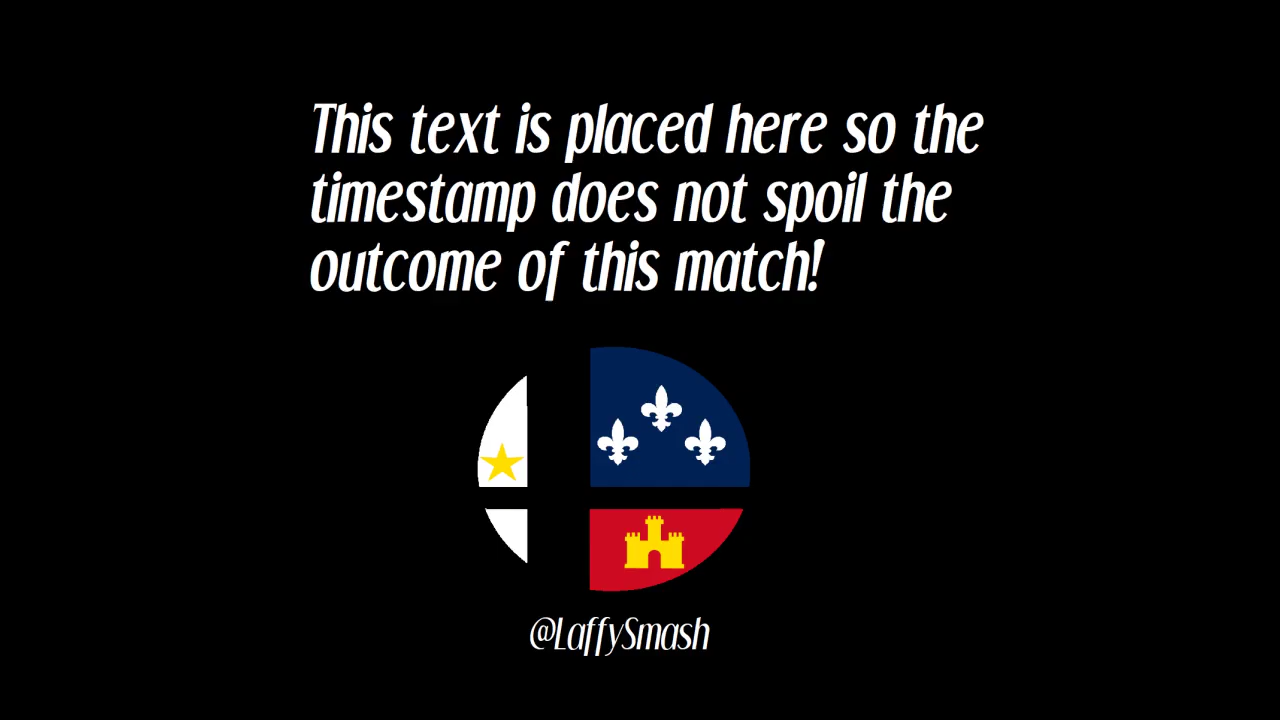 This text is placed here so the
timestamp does not spoil the
outcome of this match!
@LaffySmash